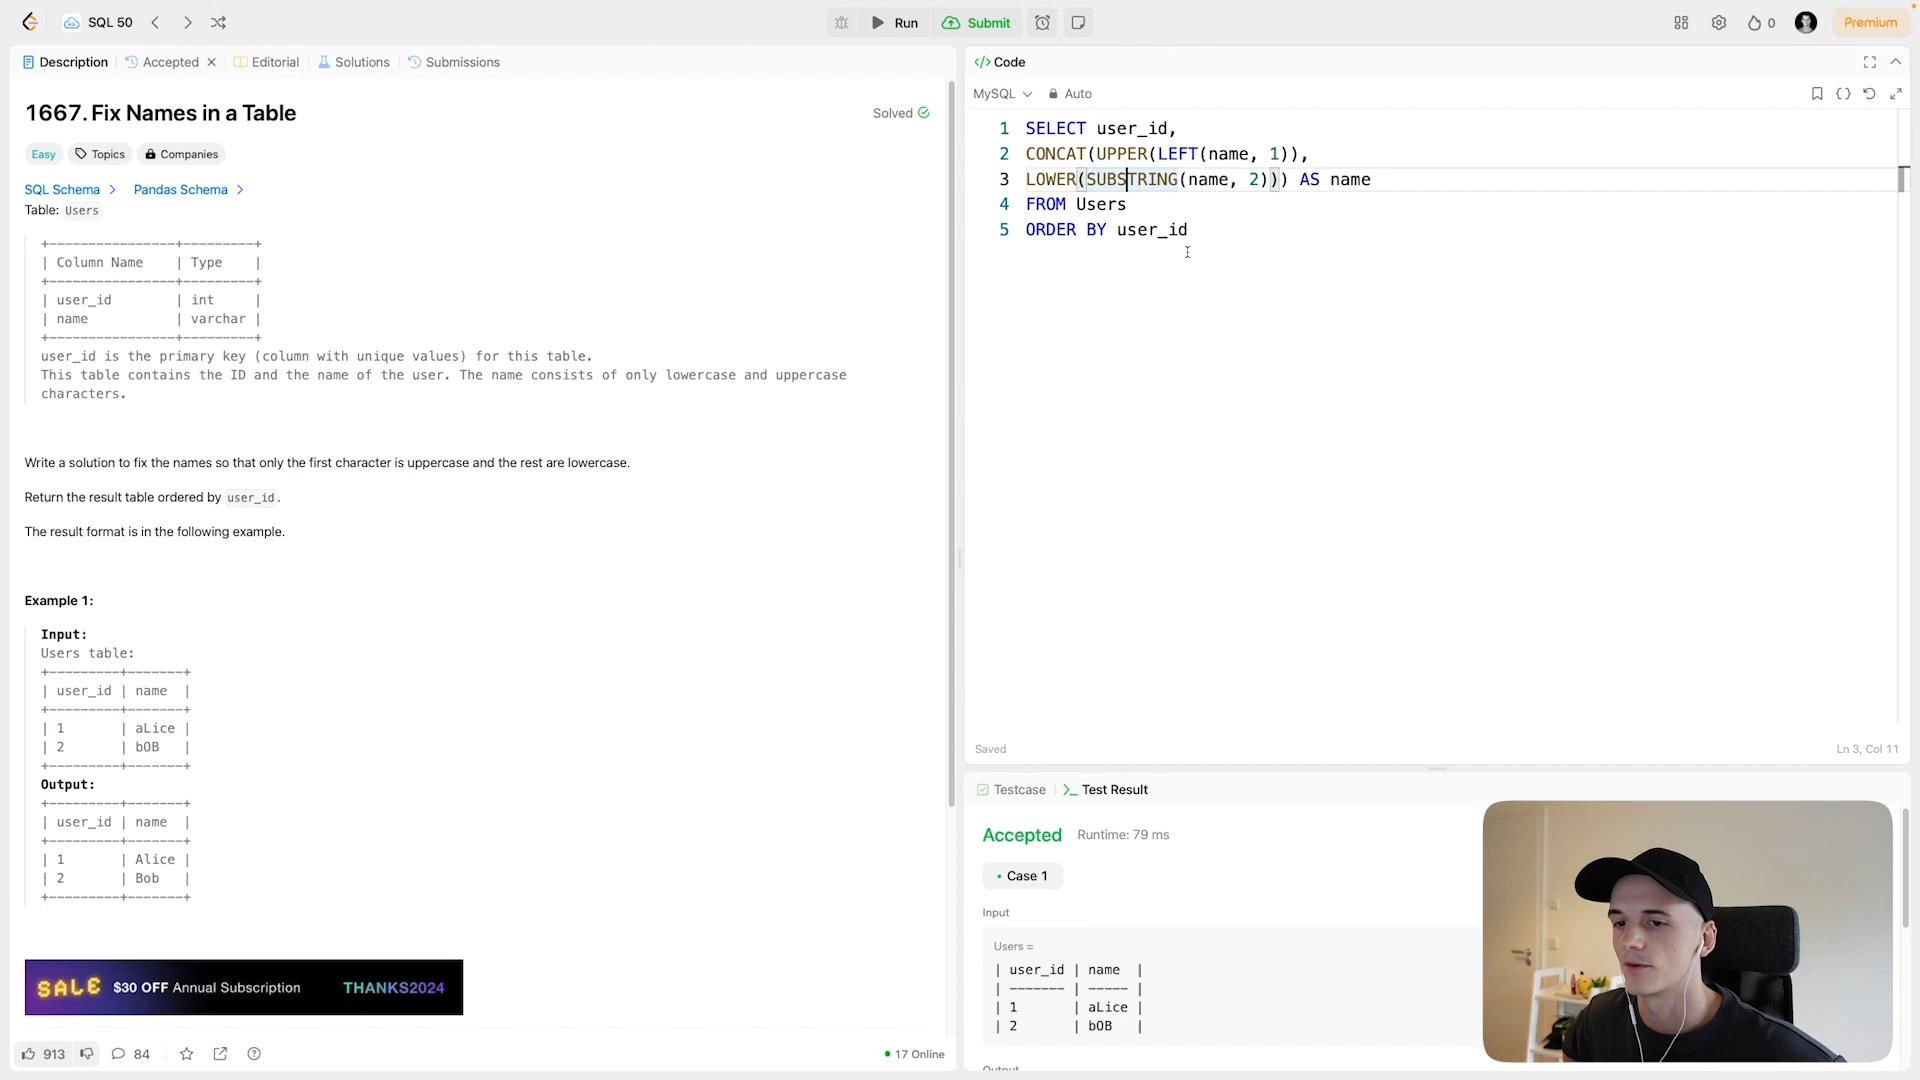 SQL 50
Run
Submit
0
Premium
Description
Accepted
Editorial
Solutions
Submissions
1667. Fix Names in a Table
Solved
Easy
Topics
Companies
SQL Schema
Pandas Schema
Table: Users
+----------------+---------+
| Column Name    | Type    |
+----------------+---------+
| user_id        | int     |
| name           | varchar |
+----------------+---------+
user_id is the primary key (column with unique values) for this table.
This table contains the ID and the name of the user. The name consists of only lowercase and uppercase
characters.
Write a solution to fix the names so that only the first character is uppercase and the rest are lowercase.
Return the result table ordered by user_id.
The result format is in the following example.
Example 1:
Input:
Users table:
+---------+-------+
| user_id | name  |
+---------+-------+
| 1       | aLice |
| 2       | bOB   |
+---------+-------+
Output:
+---------+-------+
| user_id | name  |
+---------+-------+
| 1       | Alice |
| 2       | Bob   |
+---------+-------+
SALE $30 OFF Annual Subscription THANKS2024
913
84
17 Online
</> Code
MySQL
Auto
1 SELECT user_id,
2 CONCAT(UPPER(LEFT(name, 1)),
3 LOWER(SUBSTRING(name, 2))) AS name
4 FROM Users
5 ORDER BY user_id
Saved
Ln 3, Col 11
Testcase
>_ Test Result
Accepted
Runtime: 79 ms
• Case 1
Input
Users =
| user_id | name  |
| ------- | ----- |
| 1       | aLice |
| 2       | bOB   |
Output